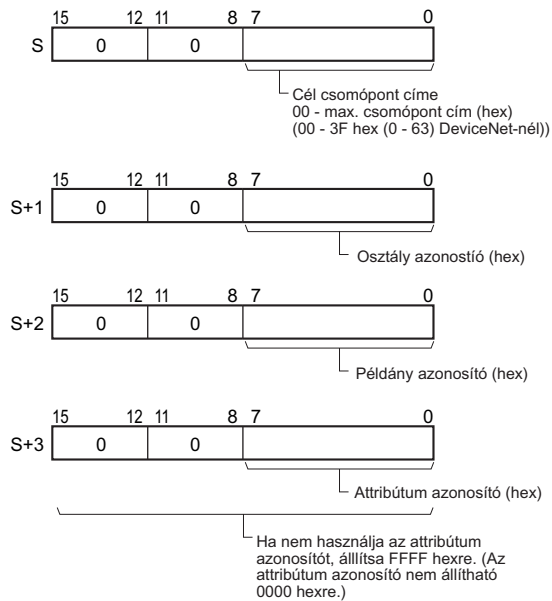 15 12 11 8 7 0
S 0 0
Cél csomópont címe
00 - max. csomópont cím (hex)
(00 - 3F hex (0 - 63) DeviceNet-nél))
15 12 11 8 7 0
S+1 0 0
Osztály azonostíó (hex)
15 12 11 8 7 0
S+2 0 0
Példány azonosító (hex)
15 12 11 8 7 0
S+3 0 0
Attribútum azonosító (hex)
Ha nem használja az attribútum
azonosítót, álllítsa FFFF hexre. (Az
attribútum azonosító nem állítható
0000 hexre.)